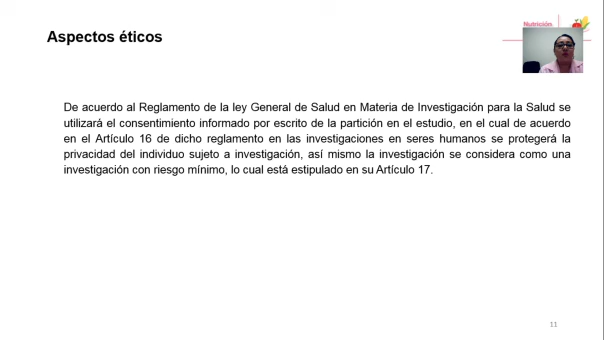 Nutrición
Aspectos éticos
De acuerdo al Reglamento de la ley General de Salud en Materia de Investigación para la Salud se
utilizará el consentimiento informado por escrito de la partición en el estudio, en el cual de acuerdo
en el Artículo 16 de dicho reglamento en las investigaciones en seres humanos se protegerá la
privacidad del individuo sujeto a investigación, así mismo la investigación se considera como una
investigación con riesgo mínimo, lo cual está estipulado en su Artículo 17.
11